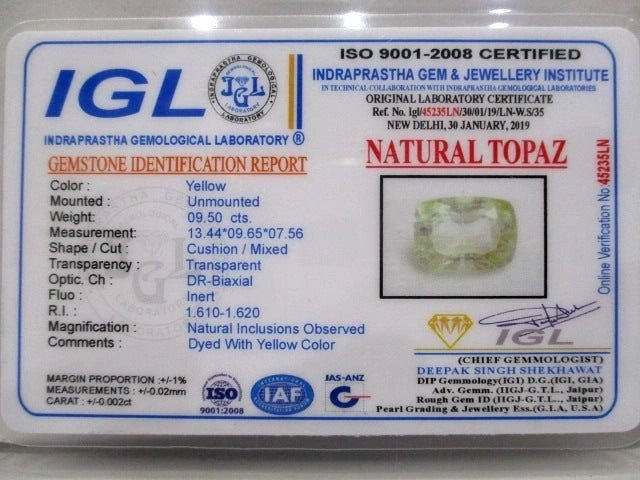 ISO 9001-2008 CERTIFIED
IGL
INDRAPRASTHA GEMOLOGICAL LABORATORY
INDRAPRASTHA GEMOLOGICAL LABORATORY ®
INDRAPRASTHA GEM & JEWELLERY INSTITUTE
IN TECHNICAL COLLABORATION WITH INDRAPRASTHA GEMOLOGICAL LABORATORIES
ORIGINAL LABORATORY CERTIFICATE
Ref. No. Igl/45235LN/30/01/19/LN-W.S/35
NEW DELHI, 30 JANUARY, 2019
GEMSTONE IDENTIFICATION REPORT
NATURAL TOPAZ
Color : Yellow
Mounted : Unmounted
Weight: 09.50 cts.
Measurement: 13.44*09.65*07.56
Shape / Cut : Cushion / Mixed
Transparency : Transparent
Optic. Ch : DR-Biaxial
Fluo : Inert
R.I. : 1.610-1.620
Magnification : Natural Inclusions Observed
Comments : Dyed With Yellow Color
Online Verification No:45235LN
IGL
(CHIEF GEMMOLOGIST)
DEEPAK SINGH SHEKHAWAT
DIP Gemmology(IGI) D.G.(IGI, GIA)
Adv. Gemm. (IIGJ-G.T.L., Jaipur)
Rough Gem ID (IIGJ-G.T.L., Jaipur)
Pearl Grading & Jewellery Ess.(G.I.A, U.S.A)
MARGIN PROPORTION :+/-1%
MEASUREMENTS : +/-0.02mm
CARAT : +/-0.002ct
ISO
9001:2008
IAF
JAS-ANZ